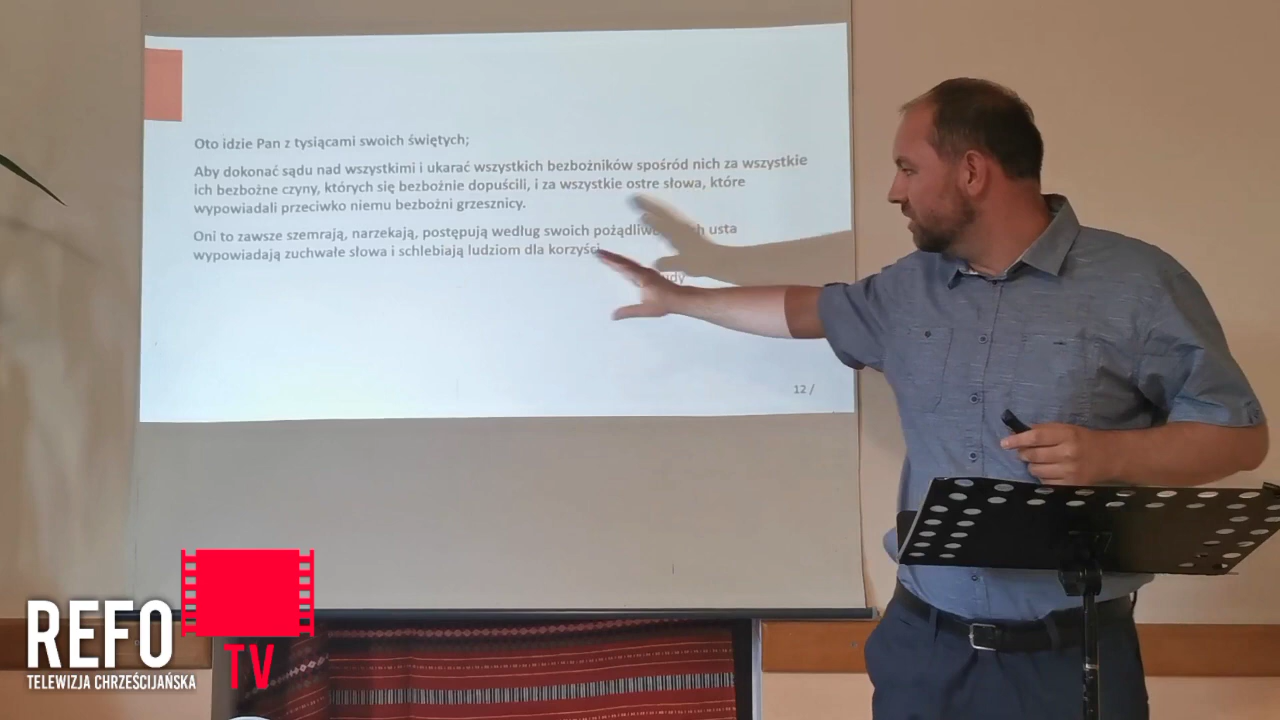 Oto idzie Pan z tysiącami swoich świętych;
Aby dokonać sądu nad wszystkimi i ukarać wszystkich bezbożników spośród nich za wszystkie
ich bezbożne czyny, których się bezbożnie dopuścili, i za wszystkie ostre słowa, które
wypowiadali przeciwko niemu bezbożni grzesznicy.
Oni to zawsze szemrają, narzekają, postępują według swoich usta
wypowiadają zuchwałe słowa i schlebiają ludziom dla korzyści
12 /
REFO
TV
TELEWIZJA CHRZEŚCIJAŃSKA